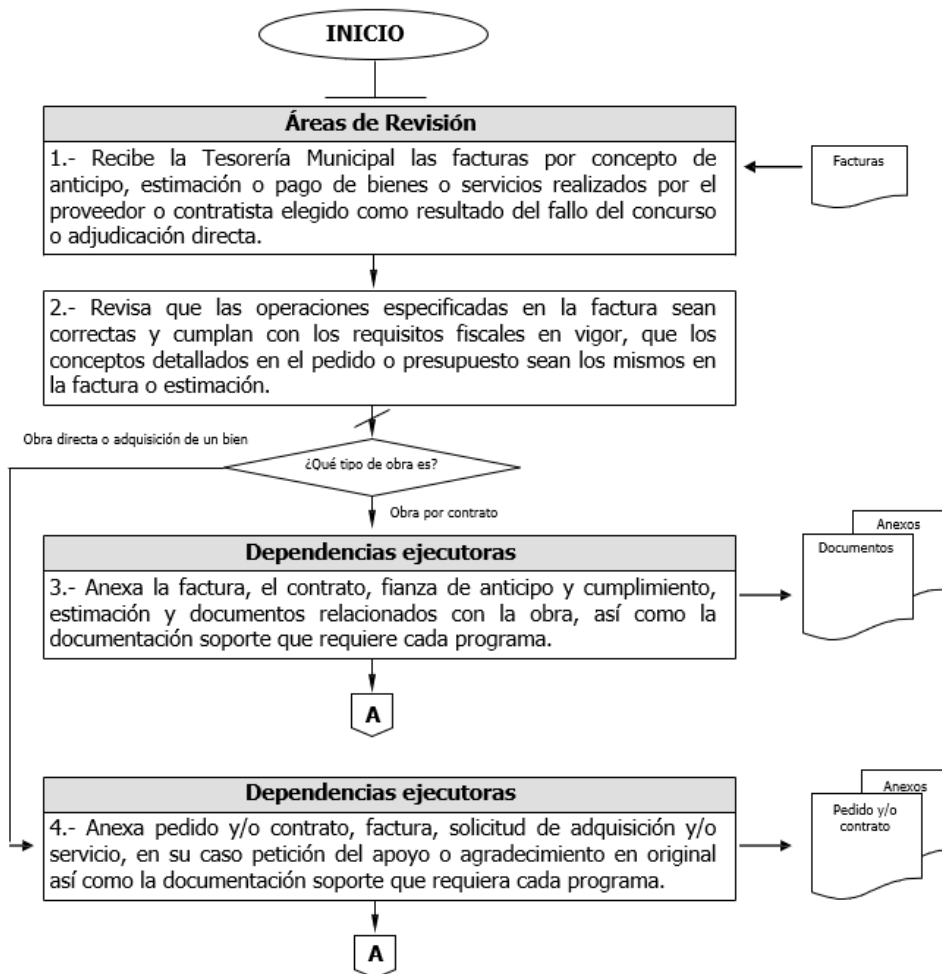 INICIO
Áreas de Revisión
1.- Recibe la Tesorería Municipal las facturas por concepto de
anticipo, estimación o pago de bienes o servicios realizados por el
proveedor o contratista elegido como resultado del fallo del concurso
o adjudicación directa.
Facturas
2.- Revisa que las operaciones especificadas en la factura sean
correctas y cumplan con los requisitos fiscales en vigor, que los
conceptos detallados en el pedido o presupuesto sean los mismos en
la factura o estimación.
Obra directa o adquisición de un bien
¿Qué tipo de obra es?
Obra por contrato
Dependencias ejecutoras
3.- Anexa la factura, el contrato, fianza de anticipo y cumplimiento,
estimación y documentos relacionados con la obra, así como la
documentación soporte que requiere cada programa.
Anexos
Documentos
A
Dependencias ejecutoras
4.- Anexa pedido y/o contrato, factura, solicitud de adquisición y/o
servicio, en su caso petición del apoyo o agradecimiento en original
así como la documentación soporte que requiera cada programa.
Anexos
Pedido y/o
contrato
A